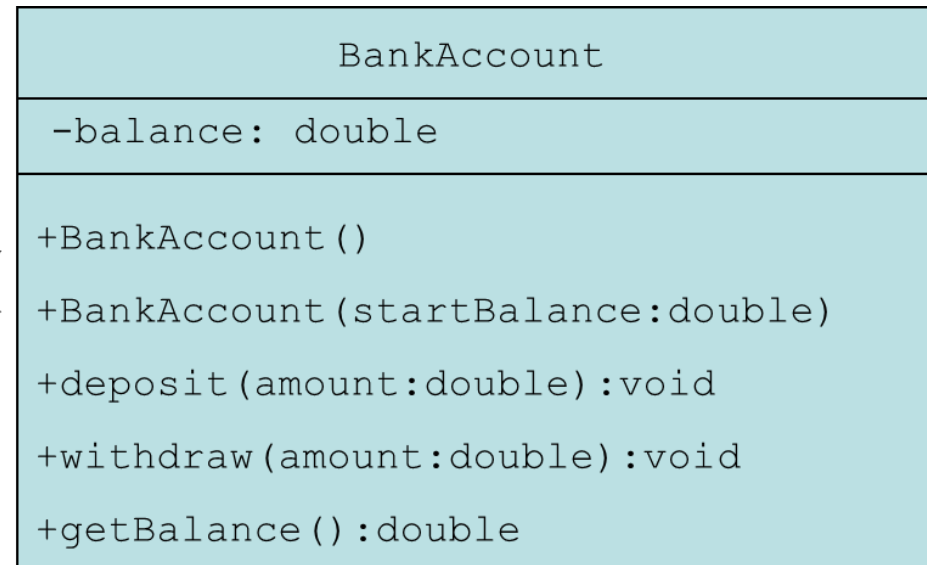 BankAccount
-balance: double
+BankAccount()
+BankAccount(startBalance:double)
+deposit(amount:double):void
+withdraw(amount:double):void
+getBalance():double